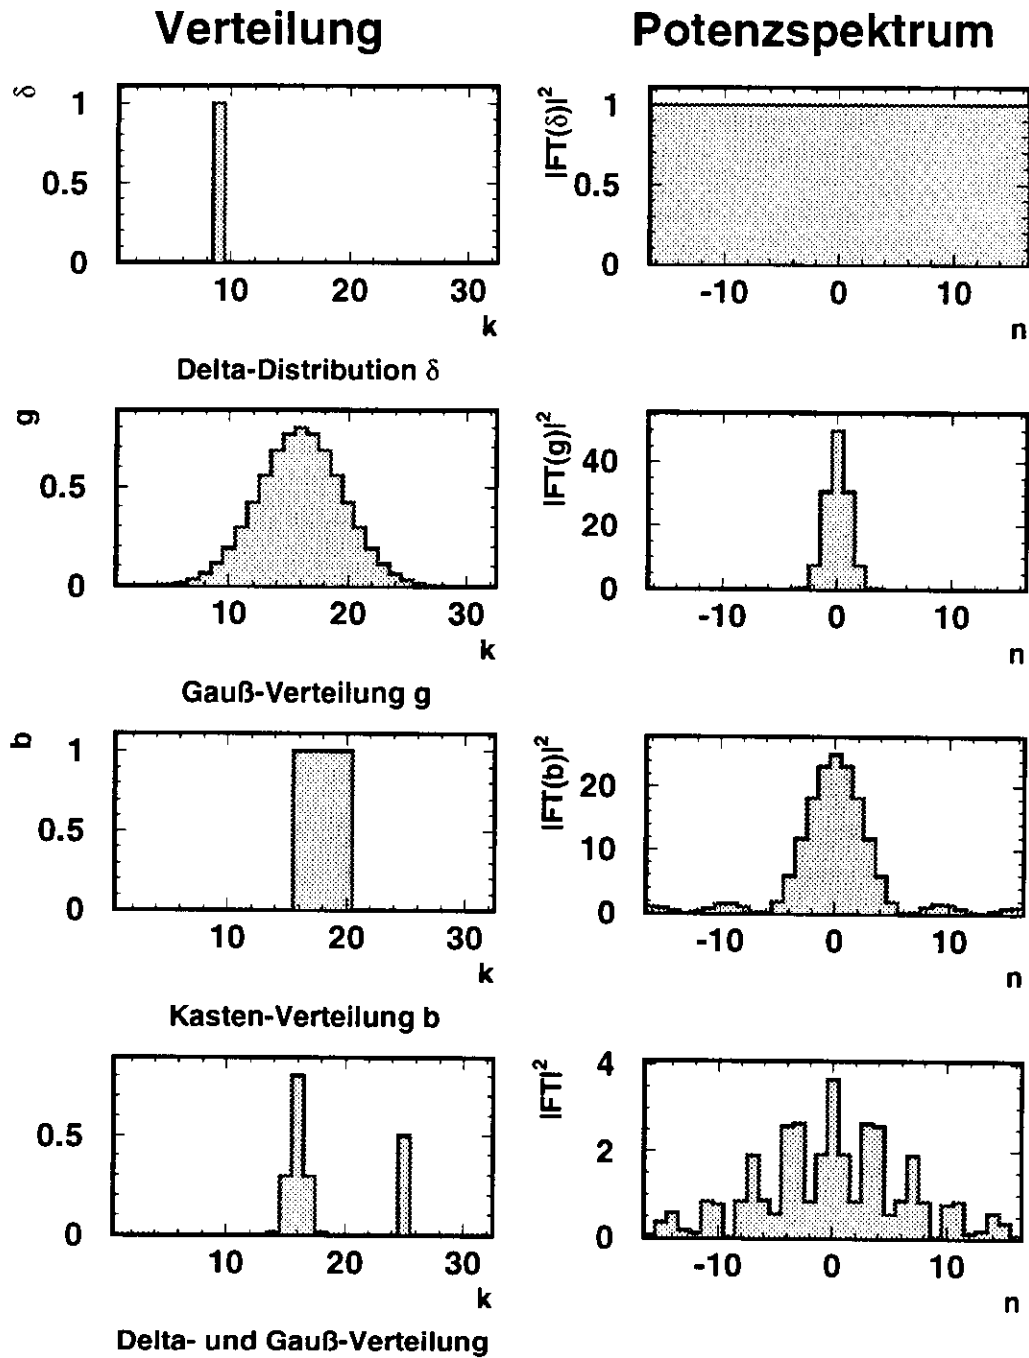 Verteilung
Potenzspektrum
δ
1
0.5
0
10 20 30
k
Delta-Distribution δ
|FT(δ)|²
1
0.5
0
-10 0 10
n
g
0.5
0
10 20 30
k
Gauß-Verteilung g
|FT(g)|²
40
20
0
-10 0 10
n
b
1
0.5
0
10 20 30
k
Kasten-Verteilung b
|FT(b)|²
20
10
0
-10 0 10
n
0.5
0
10 20 30
k
Delta- und Gauß-Verteilung
|FT|²
4
2
0
-10 0 10
n